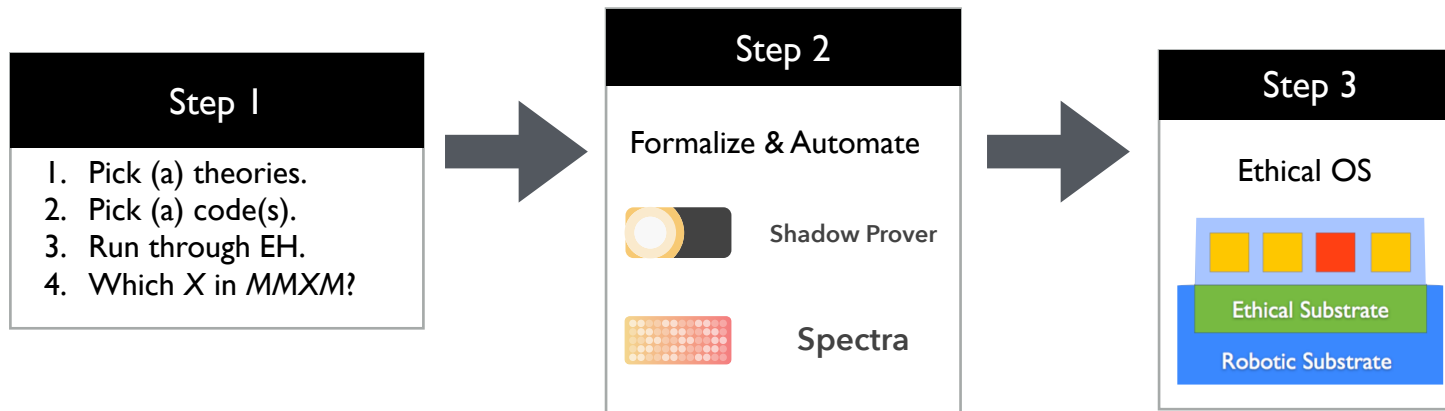 Step 1
1. Pick (a) theories.
2. Pick (a) code(s).
3. Run through EH.
4. Which X in MMXM?
Step 2
Formalize & Automate
Shadow Prover
Spectra
Step 3
Ethical OS
Ethical Substrate
Robotic Substrate